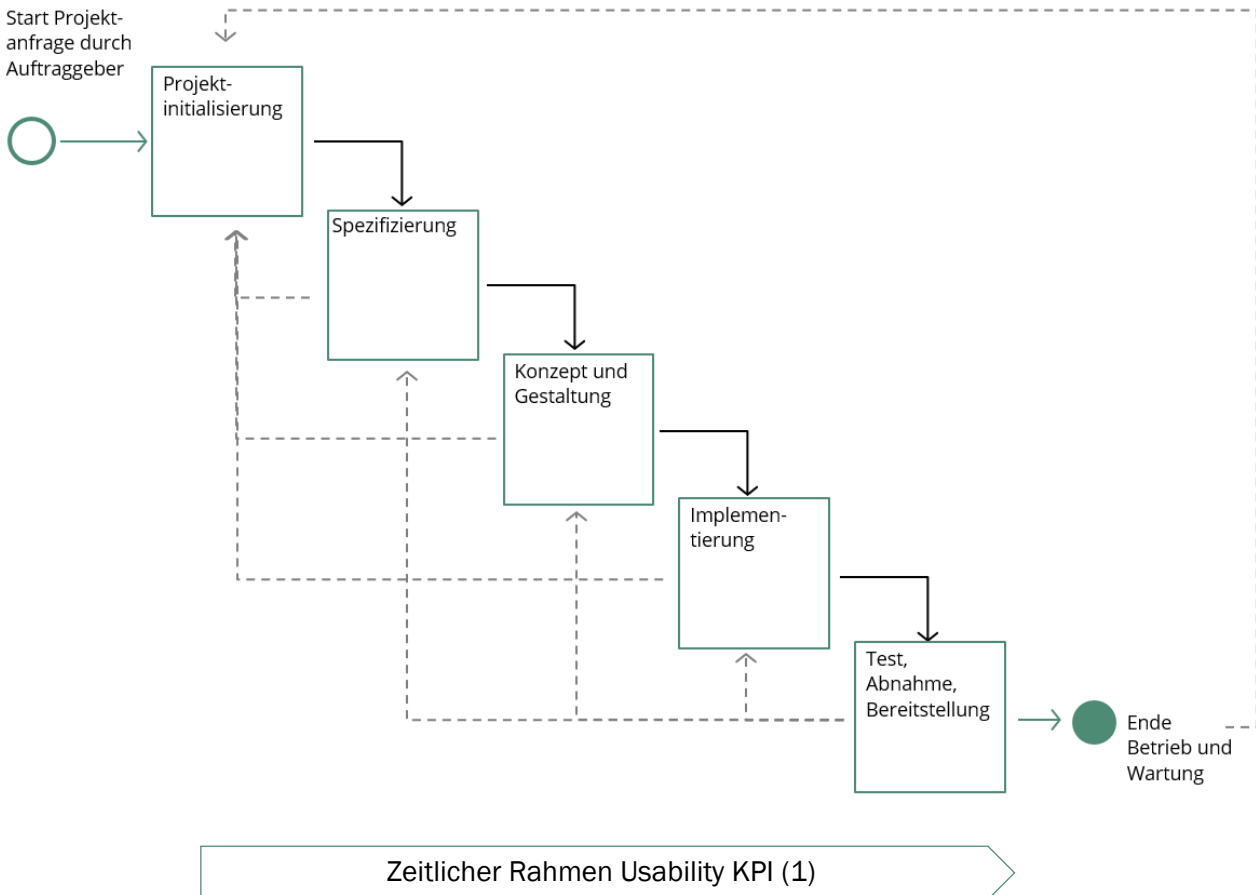 Start Projekt-
anfrage durch
Auftraggeber
Projekt-
initialisierung
Spezifizierung
Konzept und
Gestaltung
Implemen-
tierung
Test,
Abnahme,
Bereitstellung
Ende
Betrieb und
Wartung
Zeitlicher Rahmen Usability KPI (1)